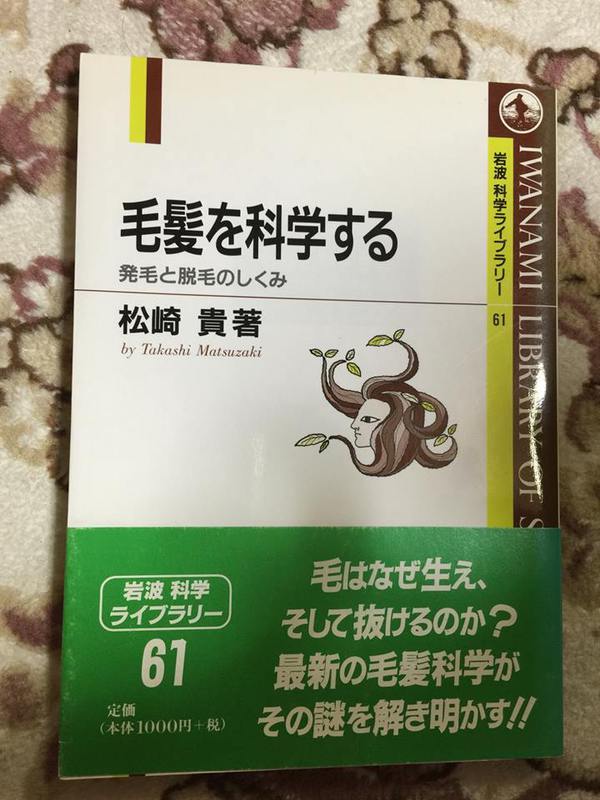 毛髪を科学する
発毛と脱毛のしくみ
松崎 貴著
by Takashi Matsuzaki
岩波 科学ライブラリー
61
IWANAMI LIBRARY OF S
岩波 科学
ライブラリー
61
定価
(本体1000円+税)
毛はなぜ生え、
そして抜けるのか?
最新の毛髪科学が
その謎を解き明かす!!